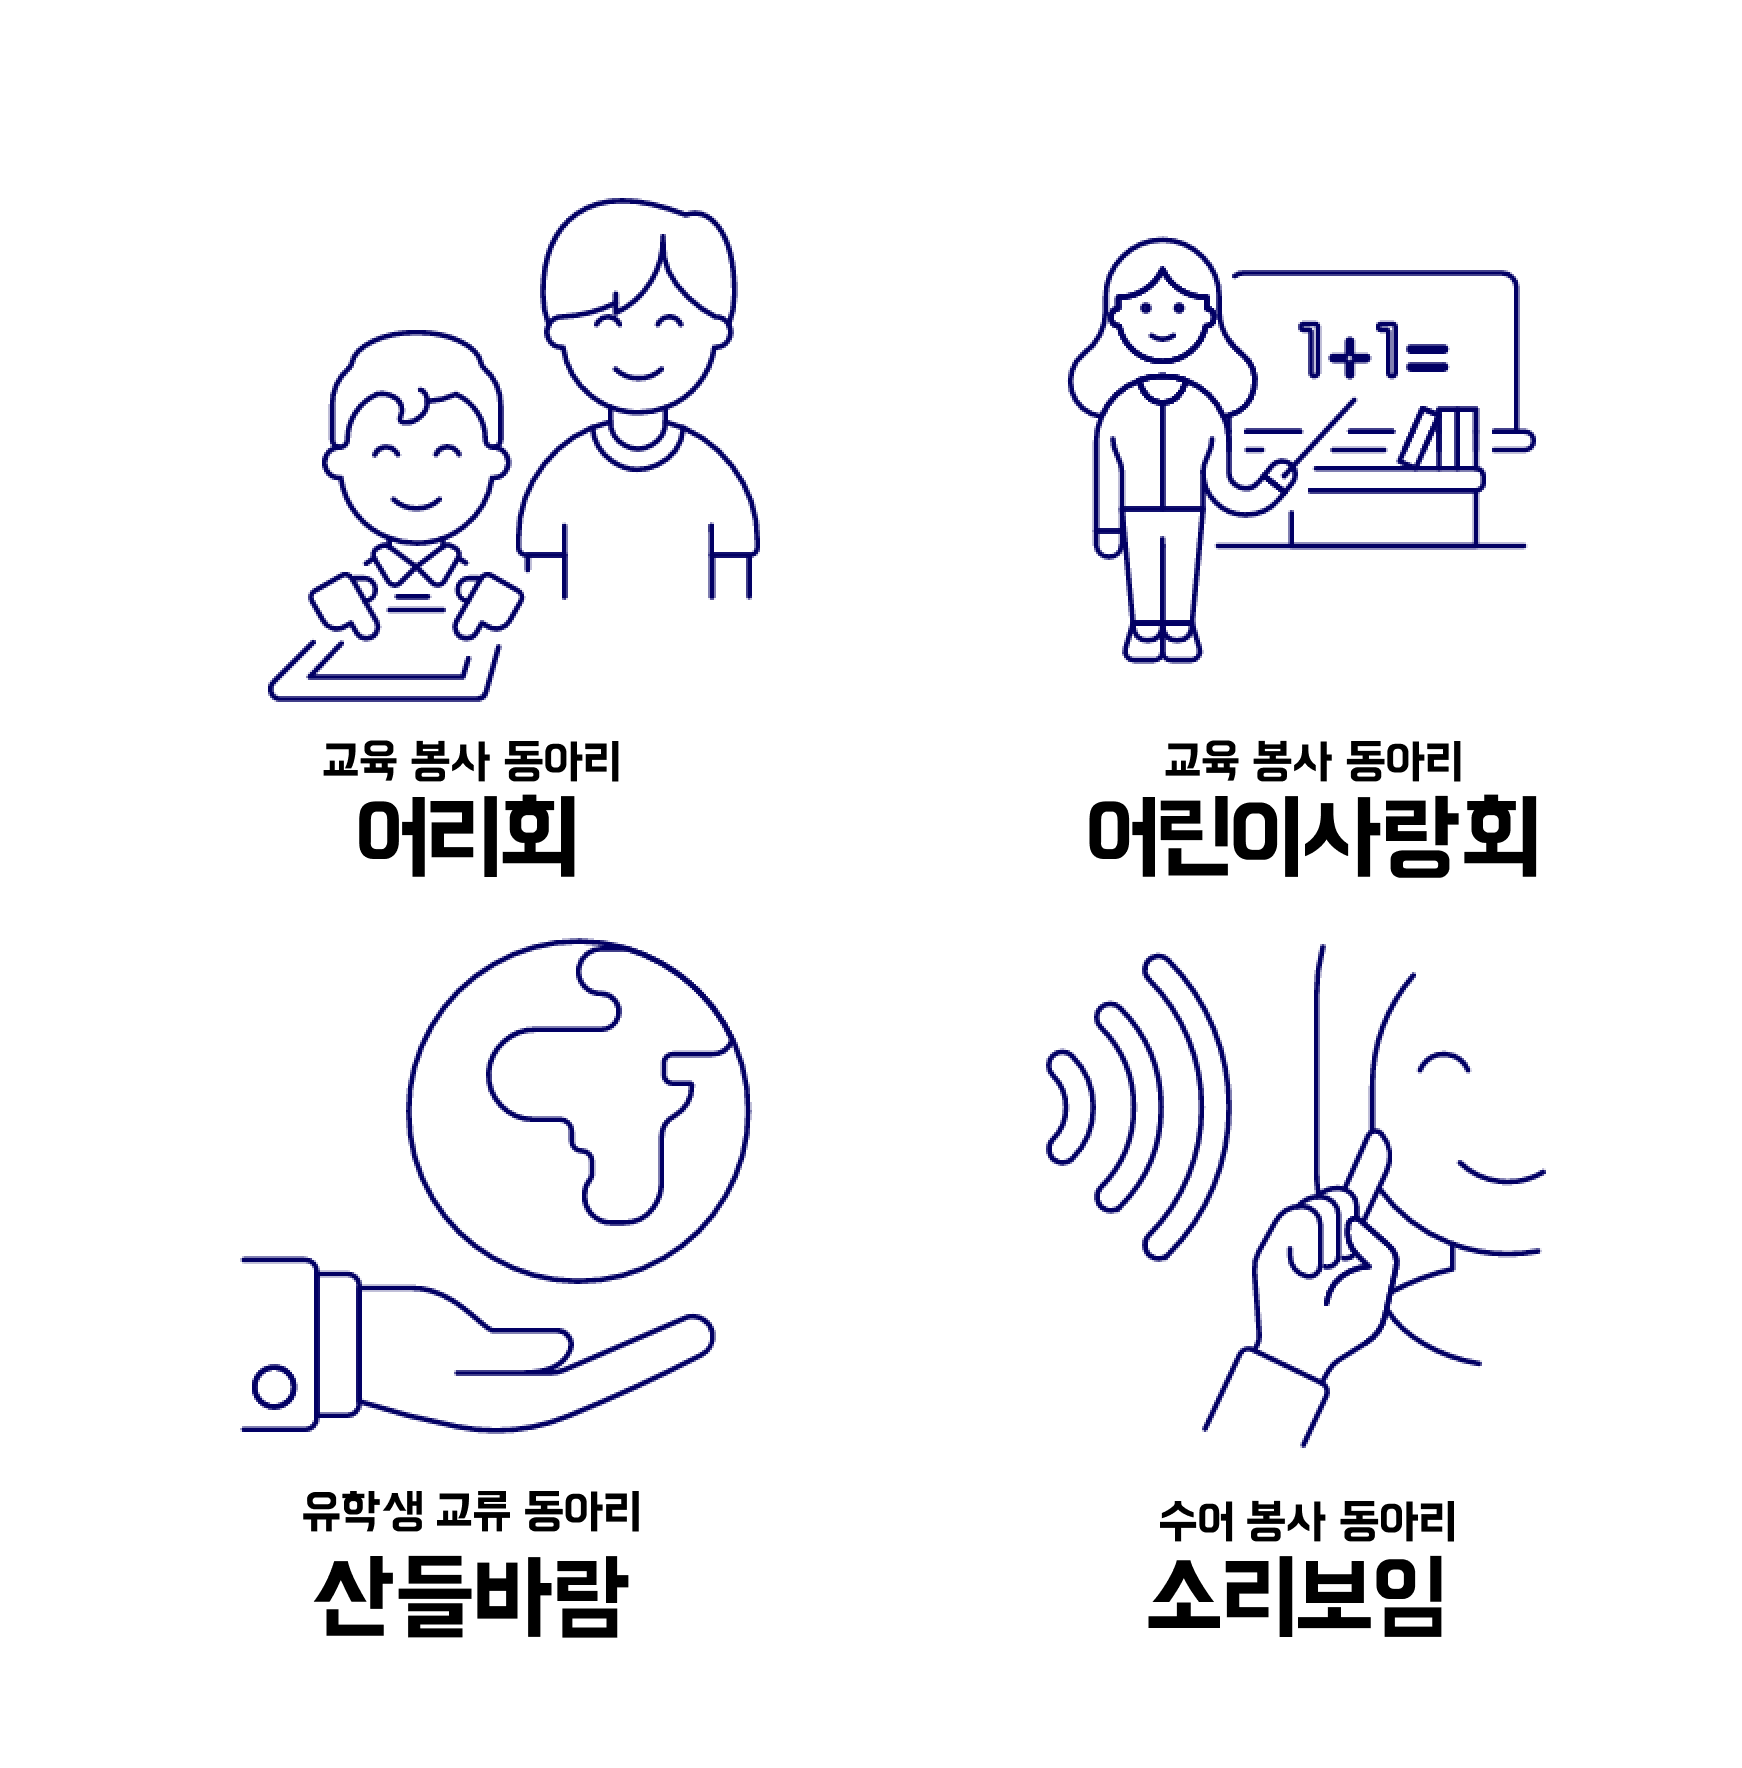 1+1=
교육 봉사 동아리
어리회
교육 봉사 동아리
어린이사랑회
유학생 교류 동아리
산들바람
수어 봉사 동아리
소리보임